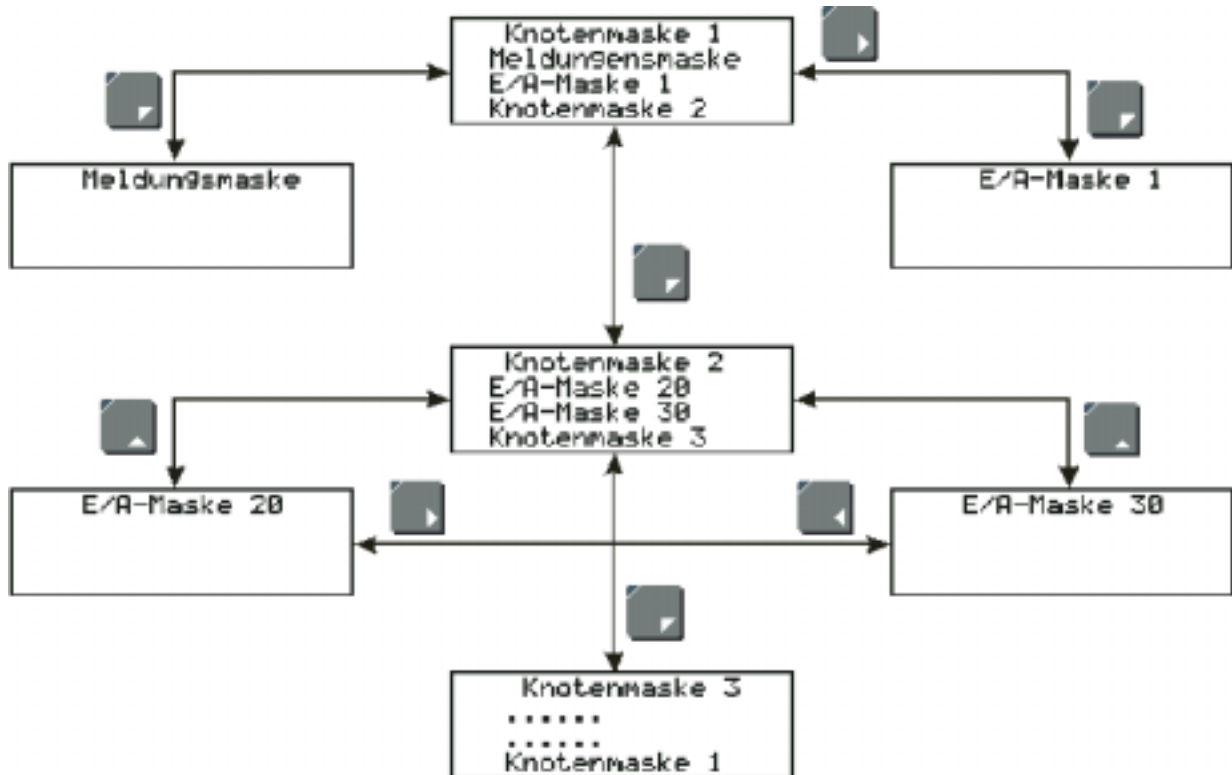 Knotenmaske 1
Meldungensmaske
E/A-Maske 1
Knotenmaske 2
Meldungsmaske
E/A-Maske 1
Knotenmaske 2
E/A-Maske 20
E/A-Maske 30
Knotenmaske 3
E/A-Maske 20
E/A-Maske 30
Knotenmaske 3
......
......
Knotenmaske 1